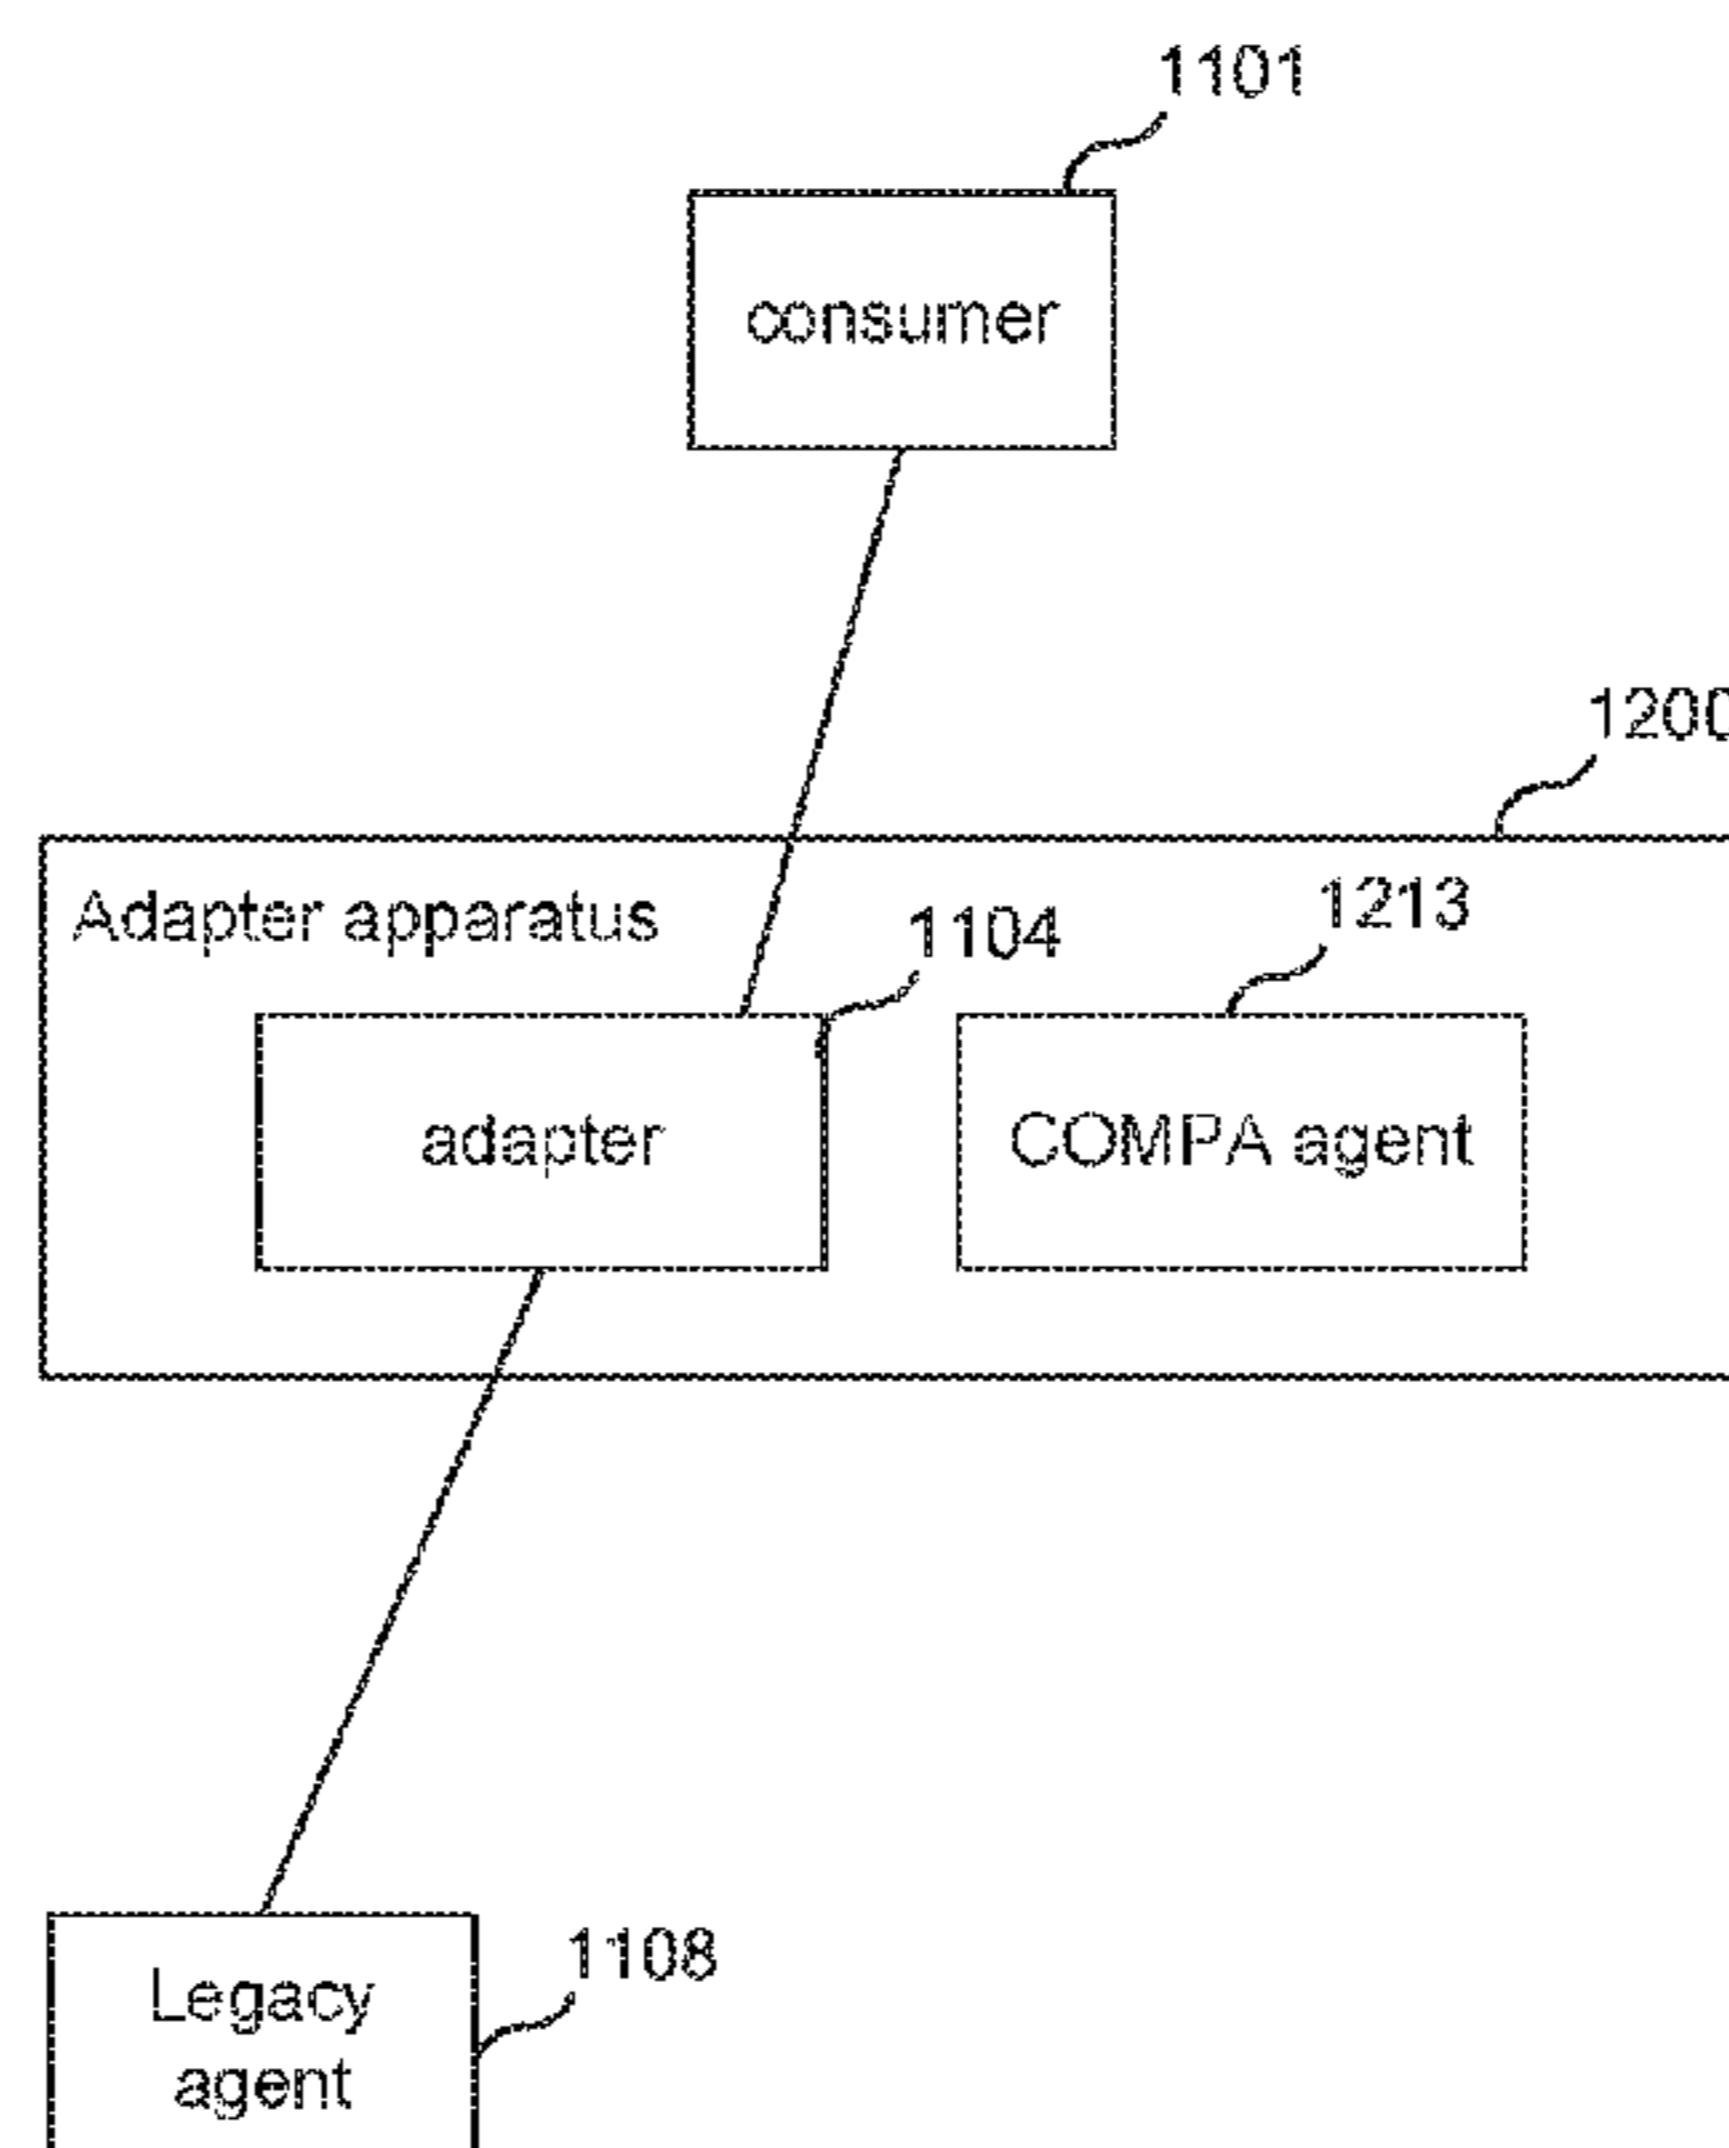 1101
consumer
1200
Adapter apparatus
1104
1213
adapter
COMPA agent
1108
Legacy
agent